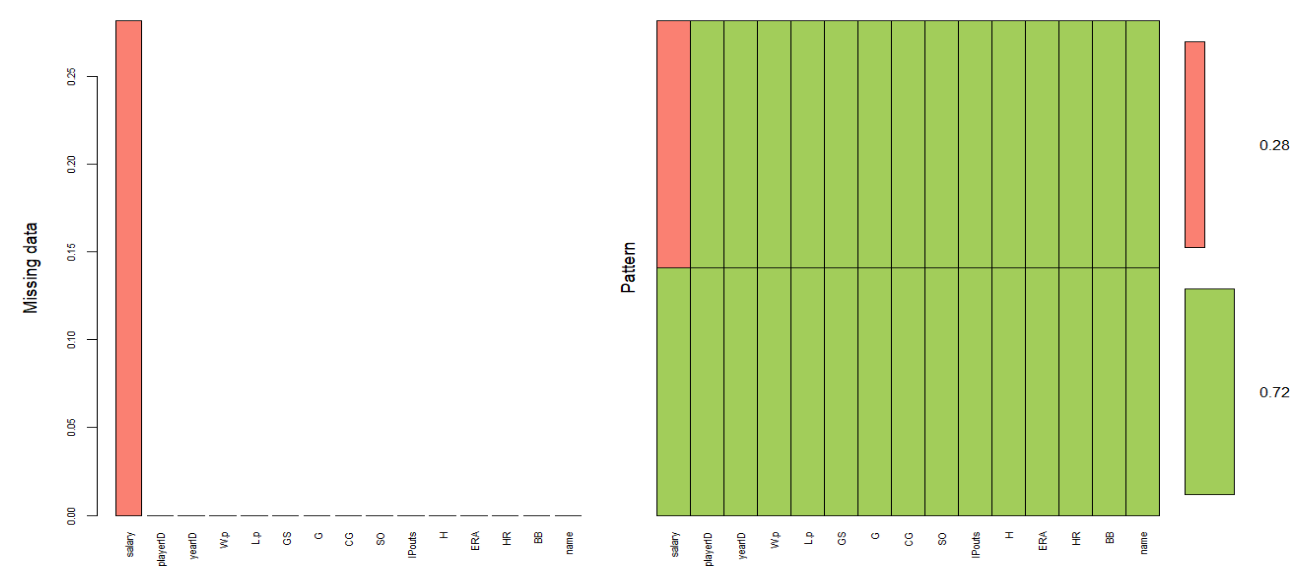 Missing data
0.25
0.20
0.15
0.10
0.05
0.00
salary
playerID
yearID
W.p
L.p
GS
G
CG
SO
IPouts
H
ERA
HR
BB
name
Pattern
salary
playerID
yearID
W.p
L.p
GS
G
CG
SO
IPouts
H
ERA
HR
BB
name
0.28
0.72